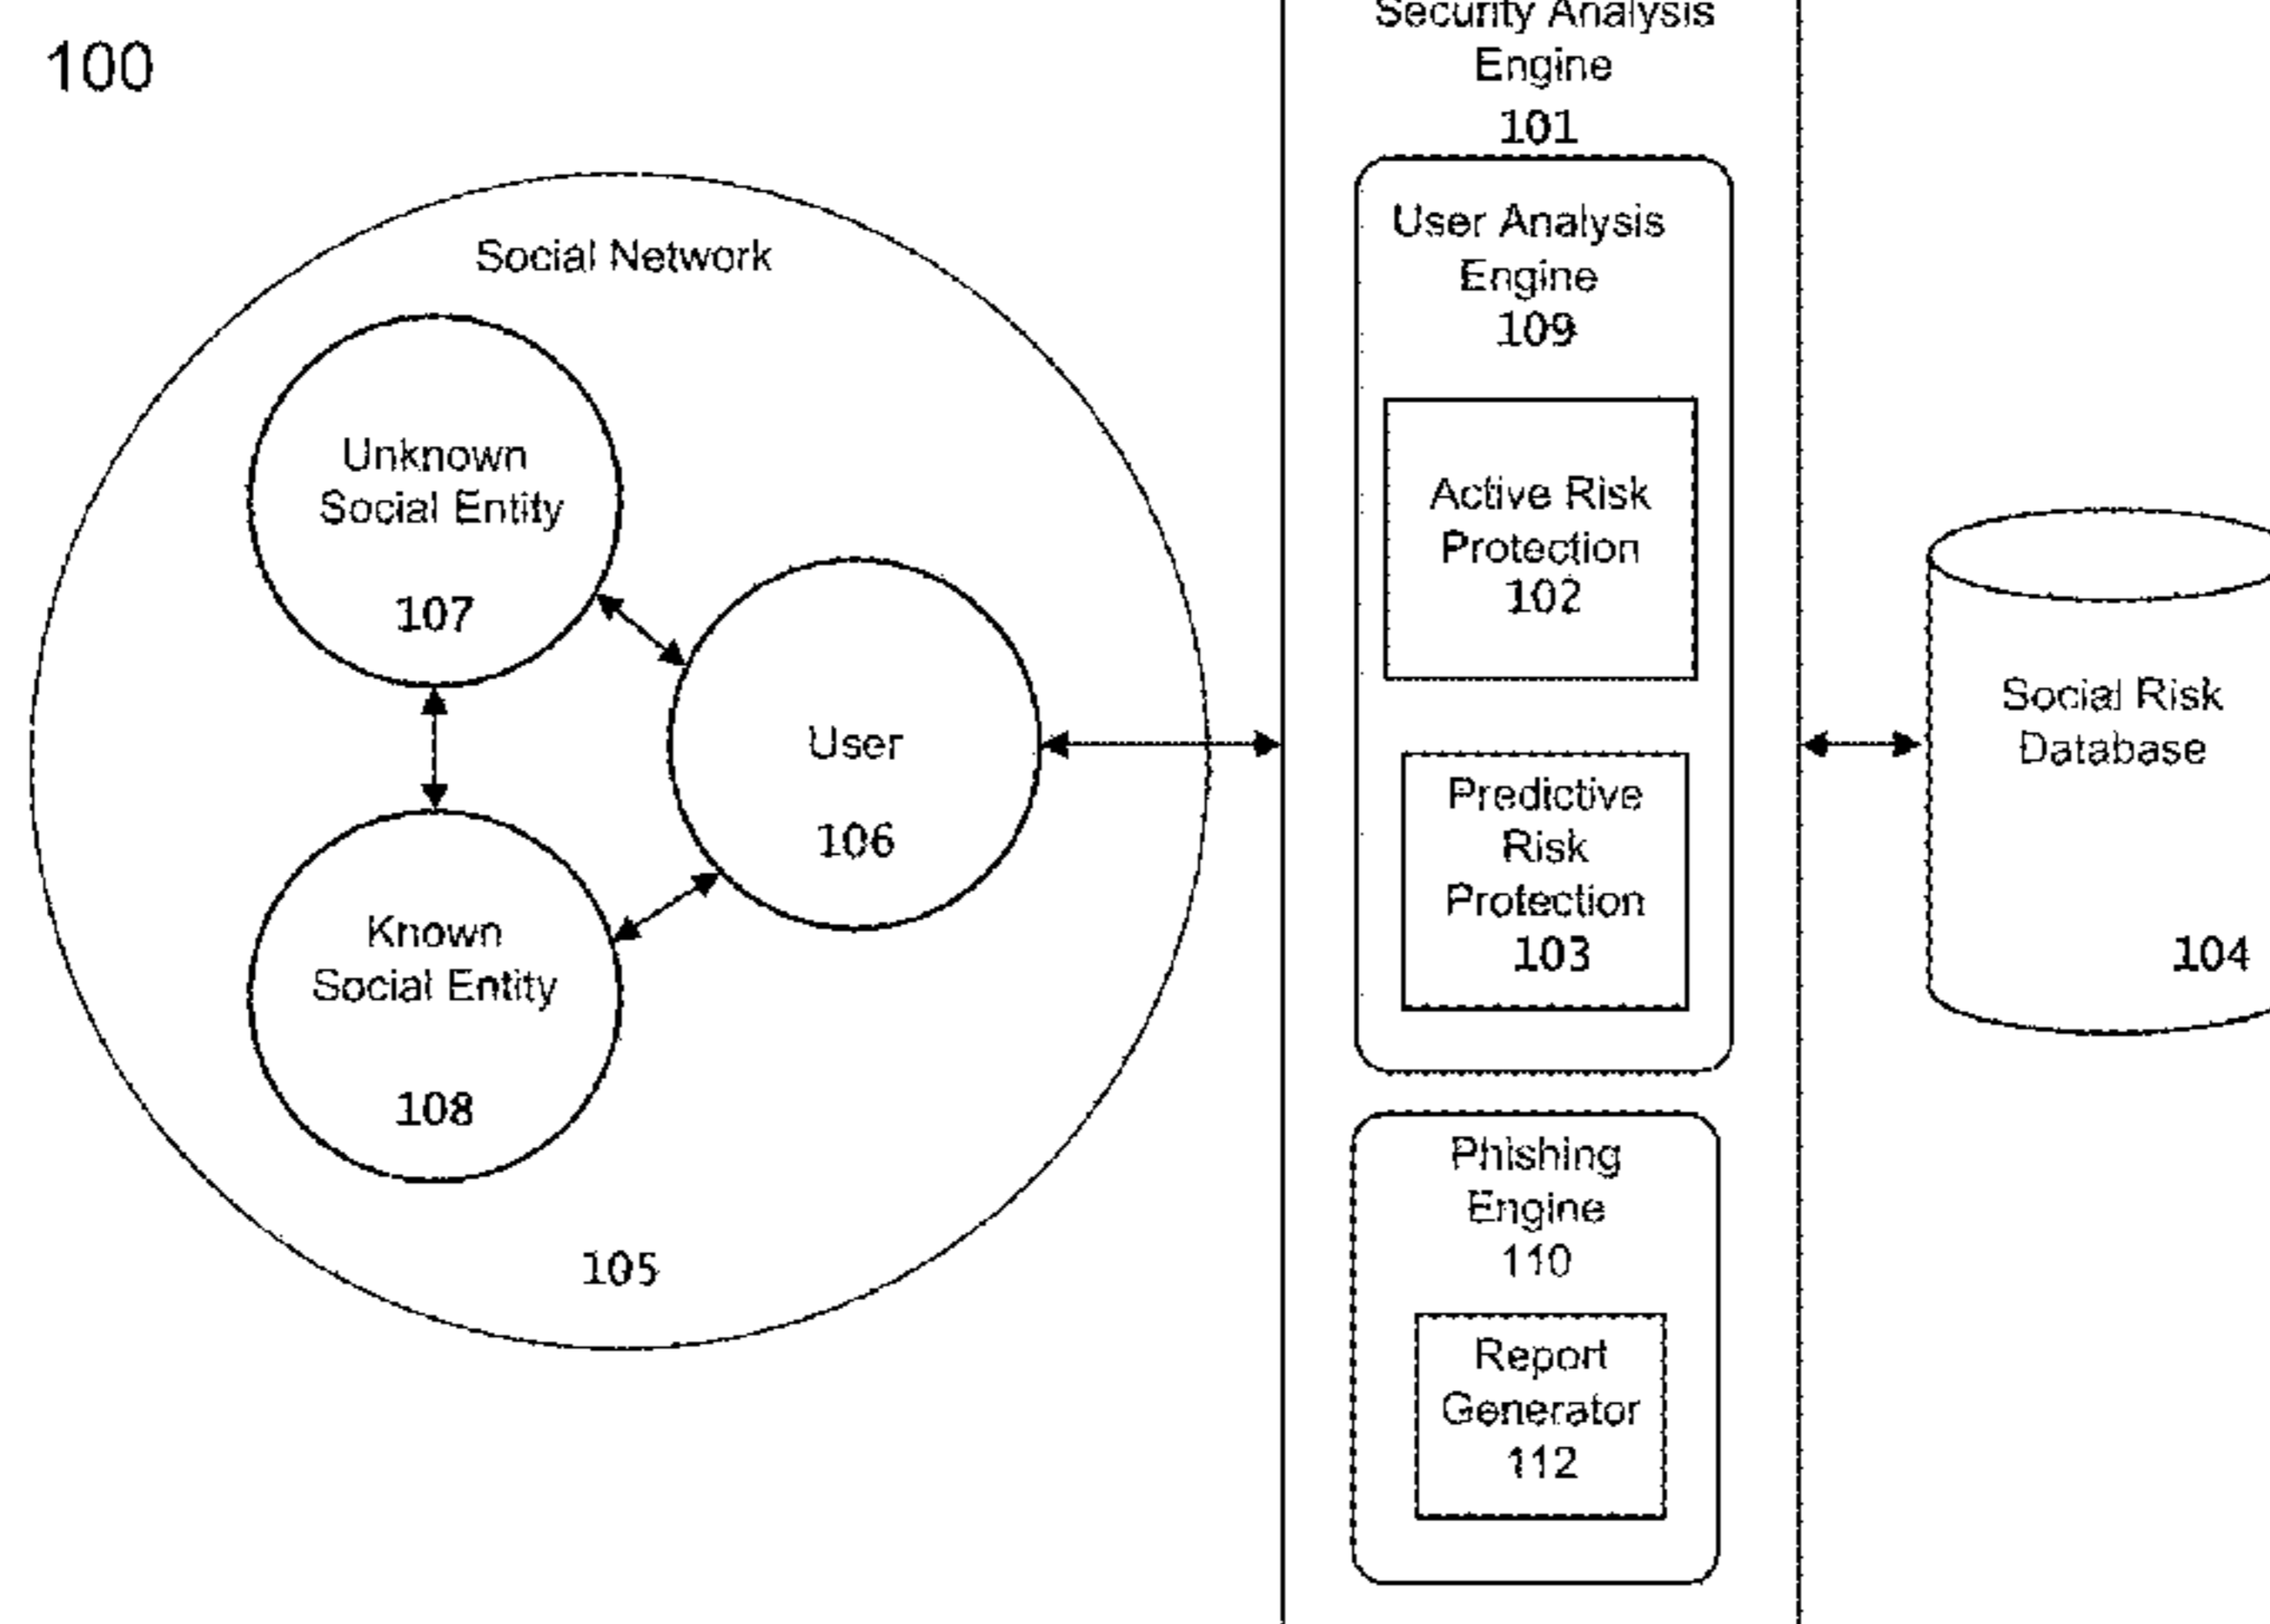 100
Social Network
Unknown
Social Entity
107
User
106
Known
Social Entity
108
105
Security Analysis
Engine
101
User Analysis
Engine
109
Active Risk
Protection
102
Predictive
Risk
Protection
103
Phishing
Engine
110
Report
Generator
112
Social Risk
Database
104